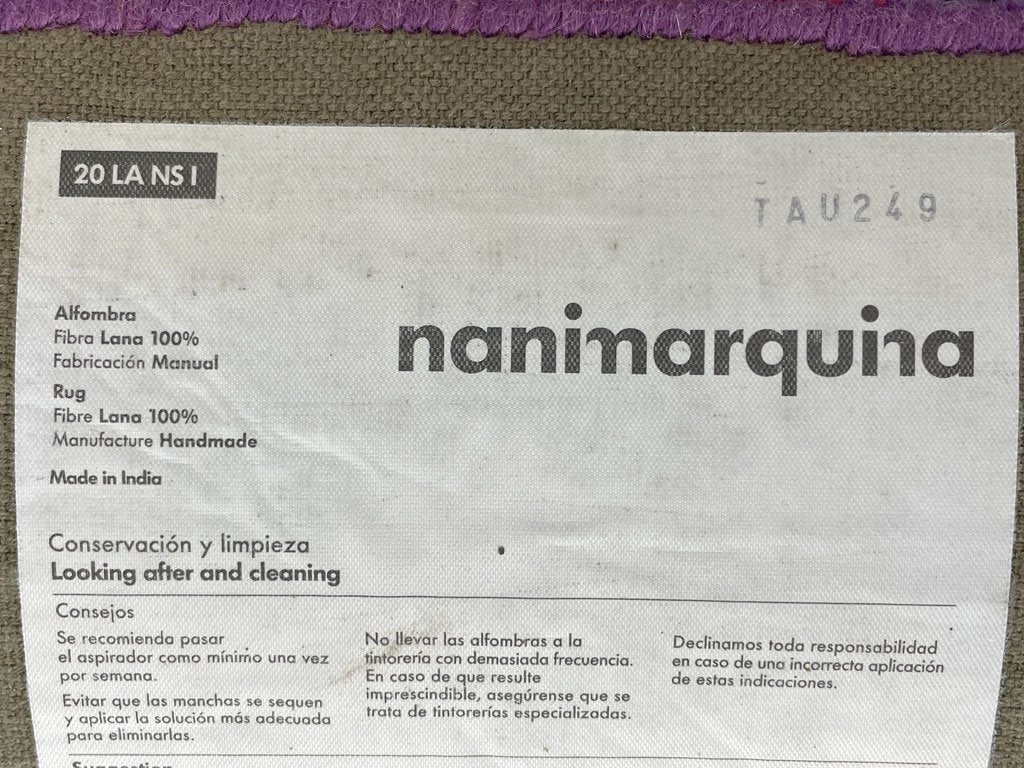 20 LA NS I
TAU249
nanimarquina
Alfombra
Fibra Lana 100%
Fabricación Manual
Rug
Fibre Lana 100%
Manufacture Handmade
Made in India
Conservación y limpieza
Looking after and cleaning
Consejos
Se recomienda pasar
el aspirador como mínimo una vez
por semana.
Evitar que las manchas se sequen
y aplicar la solución más adecuada
para eliminarlas.
No llevar las alfombras a la
tintorería con demasiada frecuencia.
En caso de que resulte
imprescindible, asegúrense que se
trata de tintorerías especializadas.
Declinamos toda responsabilidad
en caso de una incorrecta aplicación
de estas indicaciones.
Suggestion